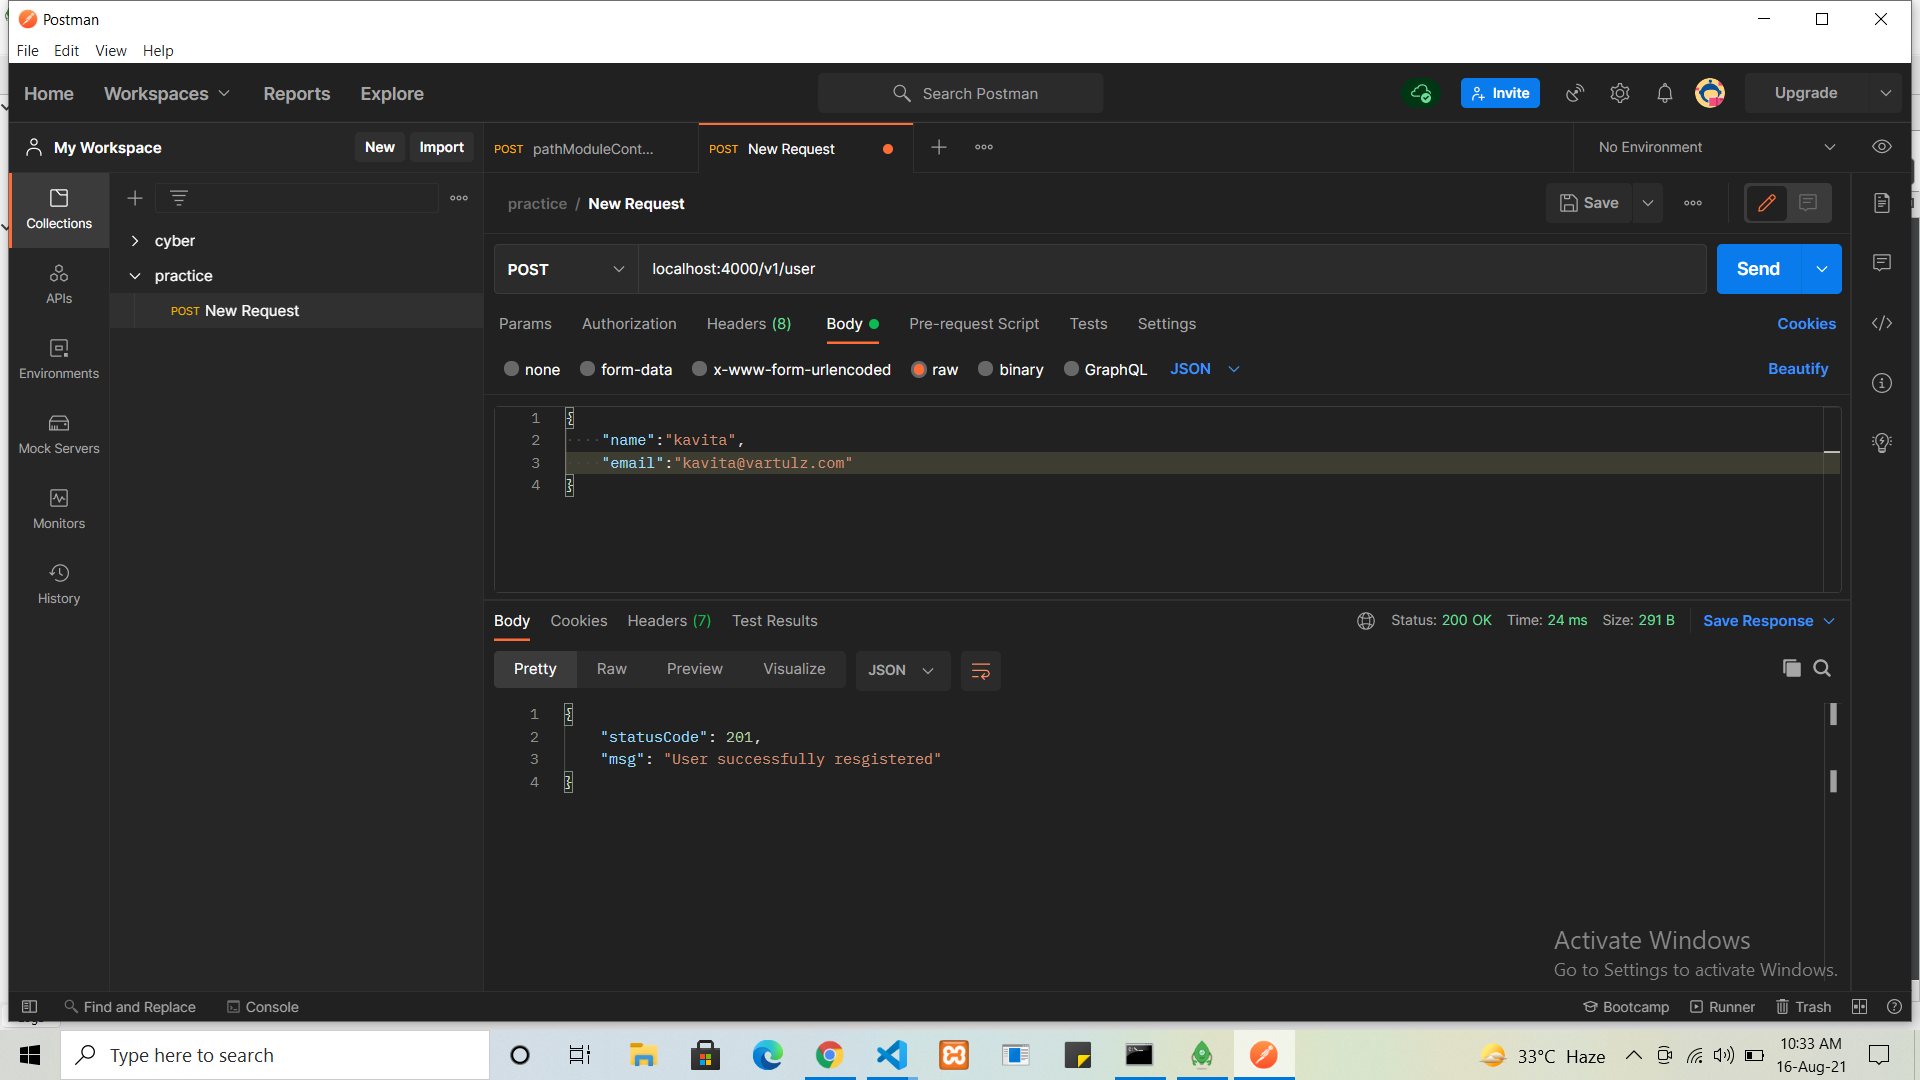 Postman
File Edit View Help
Home Workspaces Reports Explore Search Postman Invite Upgrade
My Workspace New Import POST pathModuleCont... POST New Request No Environment
practice / New Request Save
Collections
cyber
practice
POST New Request
POST localhost:4000/v1/user Send
APIs
Params Authorization Headers (8) Body Pre-request Script Tests Settings Cookies
none form-data x-www-form-urlencoded raw binary GraphQL JSON Beautify
Environments
Mock Servers
Monitors
History
1 {
2 "name":"kavita",
3 "email":"kavita@vartulz.com"
4 }
Body Cookies Headers (7) Test Results Status: 200 OK Time: 24 ms Size: 291 B Save Response
Pretty Raw Preview Visualize JSON
1 {
2 "statusCode": 201,
3 "msg": "User successfully resgistered"
4 }
Activate Windows
Go to Settings to activate Windows.
Find and Replace Console Bootcamp Runner Trash
Type here to search 33°C Haze 10:33 AM
16-Aug-21